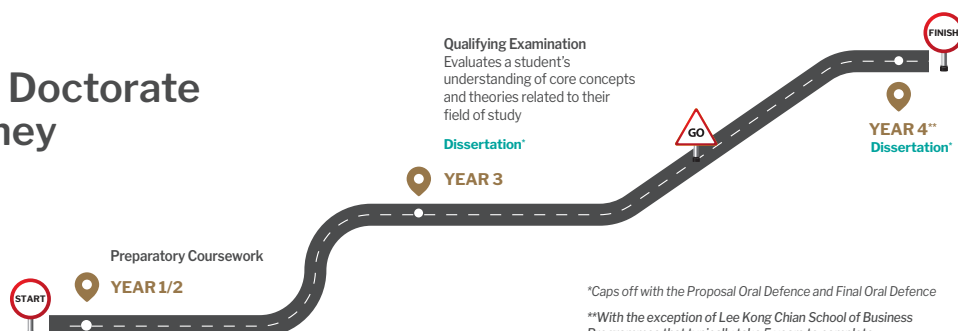 Doctorate
Qualifying Examination
Evaluates a student's
understanding of core concepts
and theories related to their
field of study
Dissertation*
YEAR 3
GO
FINISH
YEAR 4**
Dissertation*
Preparatory Coursework
YEAR 1/2
START
*Caps off with the Proposal Oral Defence and Final Oral Defence
**With the exception of Lee Kong Chian School of Business